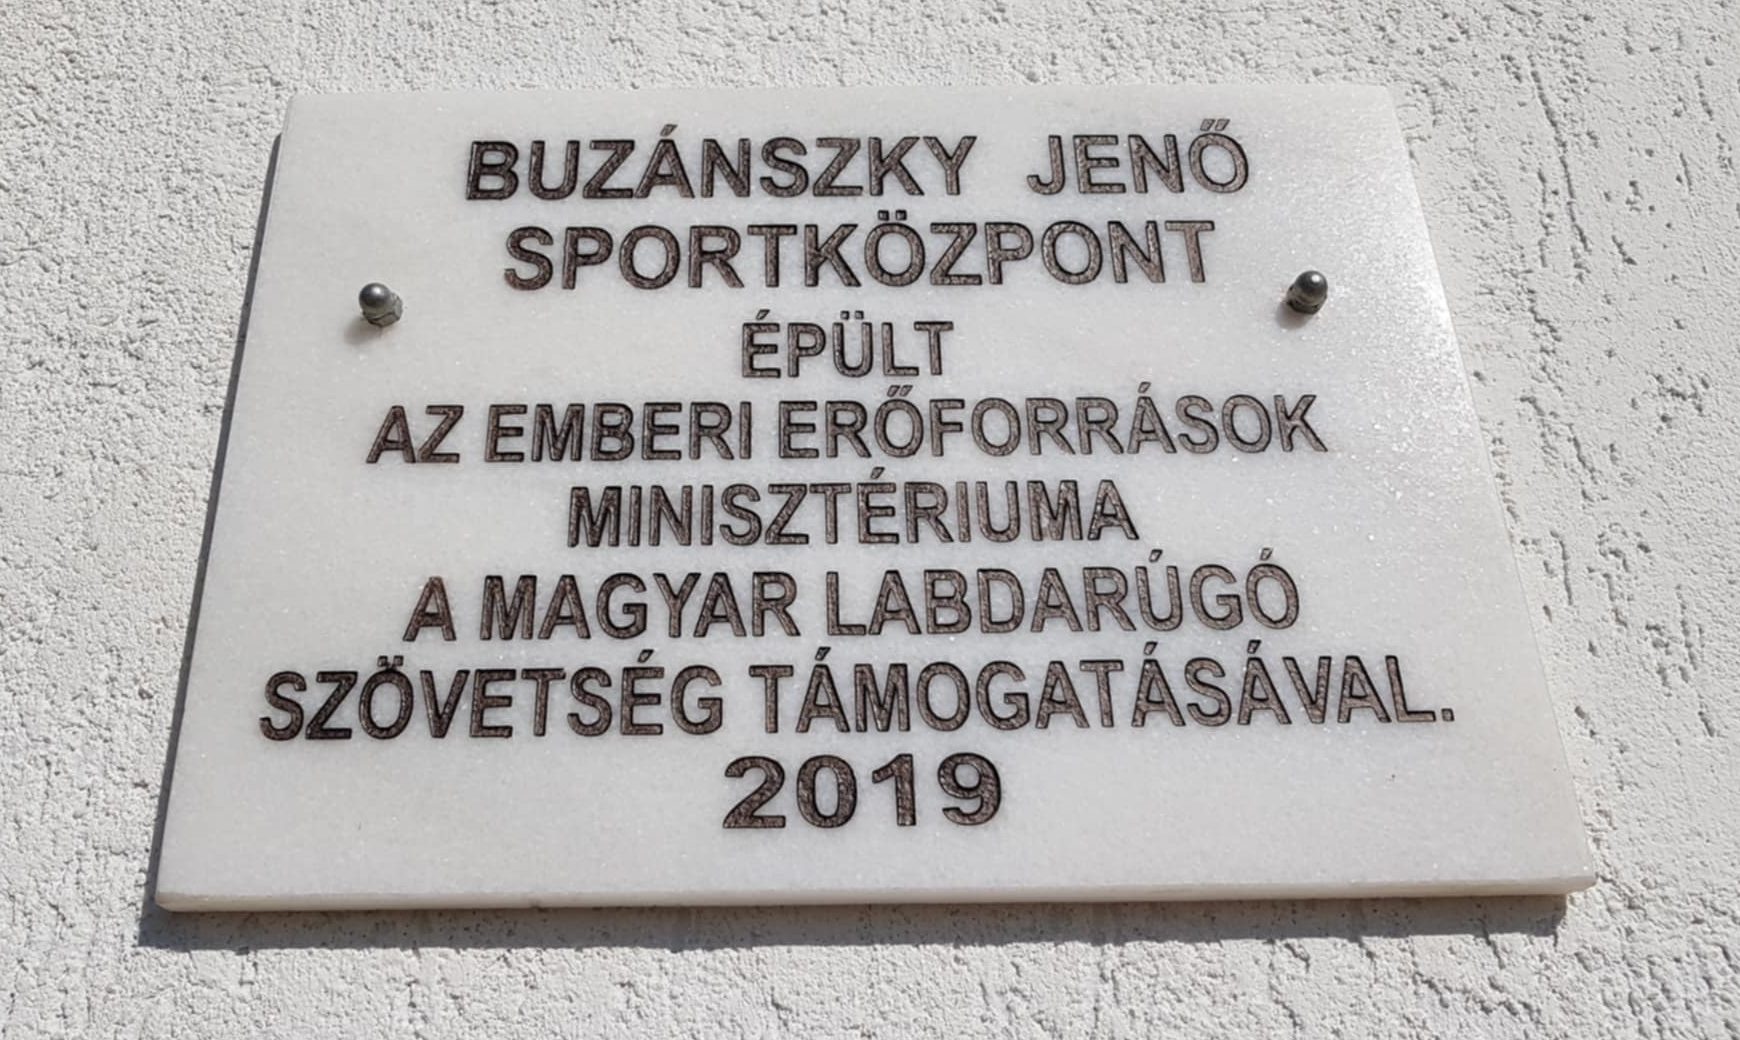 BUZÁNSZKY JENŐ
SPORTKÖZPONT
ÉPÜLT
AZ EMBERI ERŐFORRÁSOK
MINISZTÉRIUMA
A MAGYAR LABDARÚGÓ
SZÖVETSÉG TÁMOGATÁSÁVAL.
2019